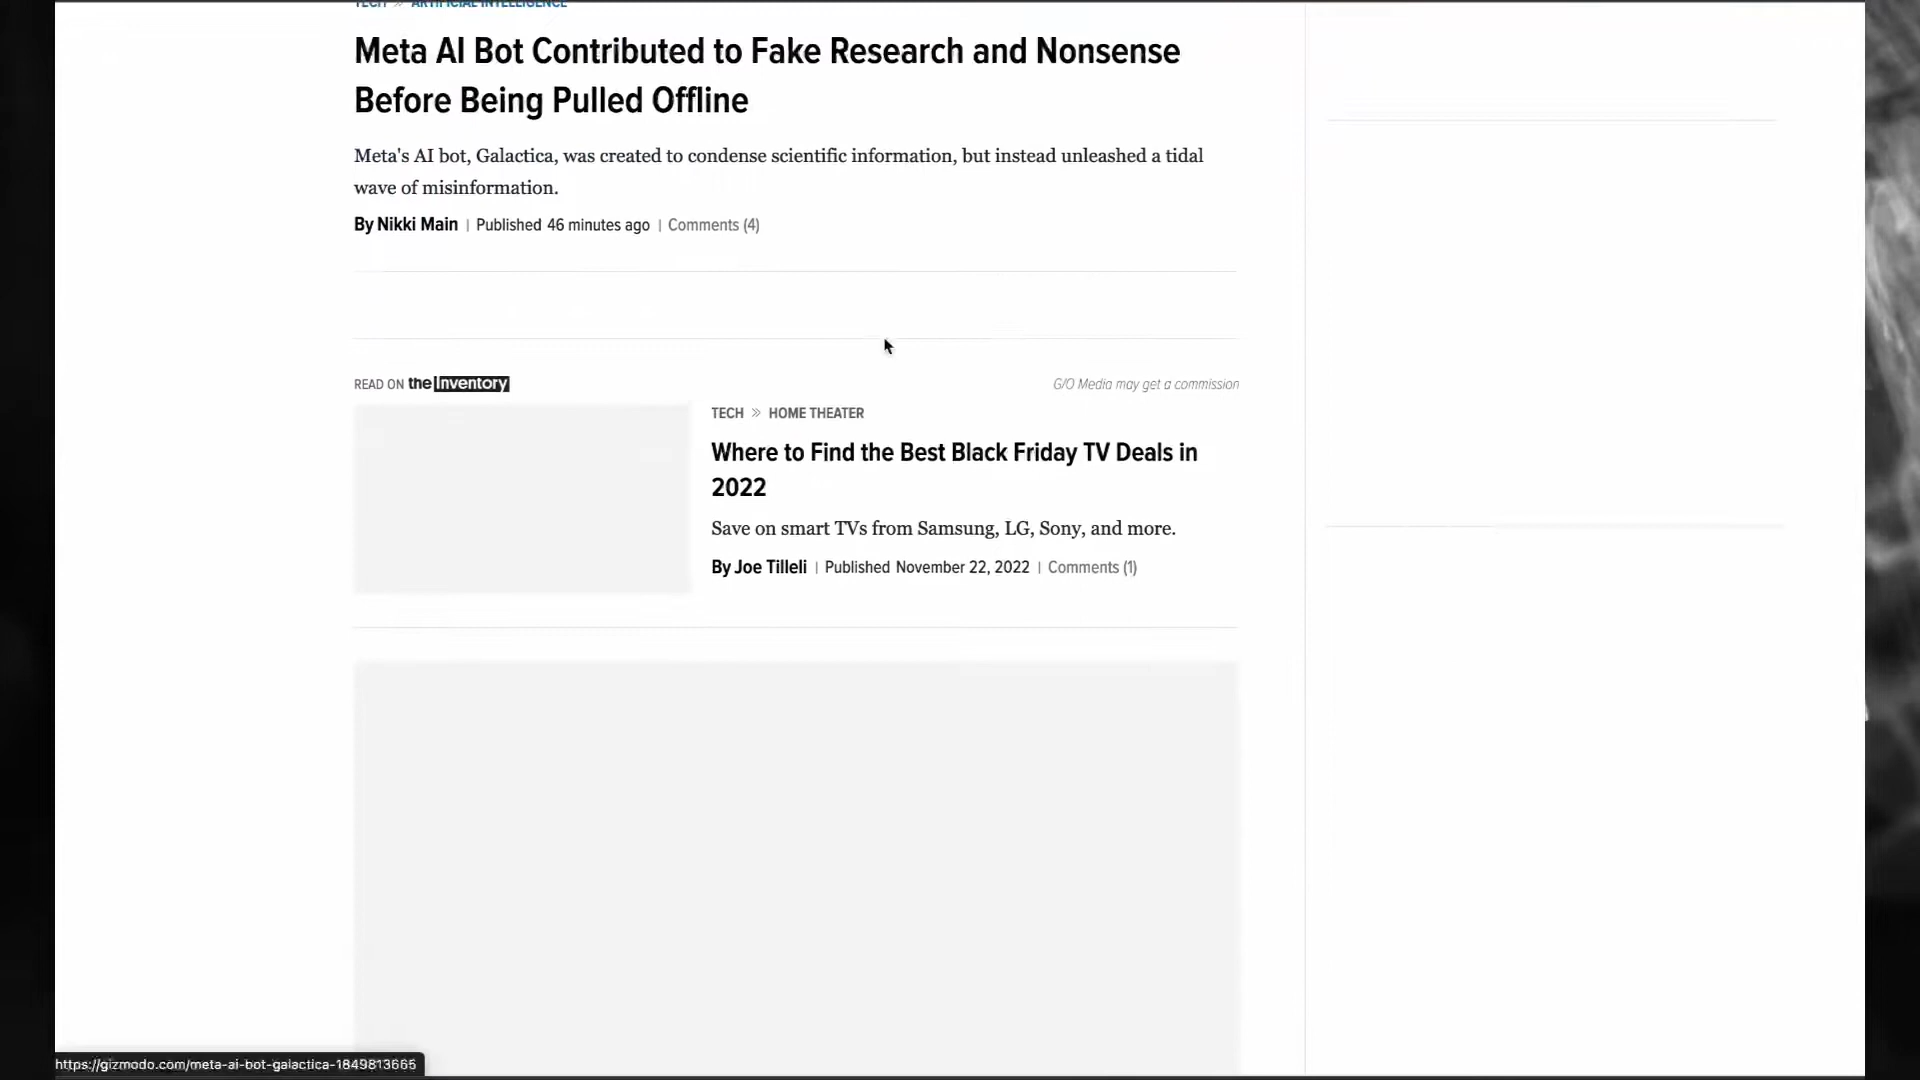 TECH >> ARTIFICIAL INTELLIGENCE
Meta AI Bot Contributed to Fake Research and Nonsense
Before Being Pulled Offline
Meta's AI bot, Galactica, was created to condense scientific information, but instead unleashed a tidal
wave of misinformation.
By Nikki Main | Published 46 minutes ago | Comments (4)
READ ON the Inventory
G/O Media may get a commission
TECH >> HOME THEATER
Where to Find the Best Black Friday TV Deals in
2022
Save on smart TVs from Samsung, LG, Sony, and more.
By Joe Tilleli | Published November 22, 2022 | Comments (1)
https://gizmodo.com/meta-ai-bot-galactica-1849813665